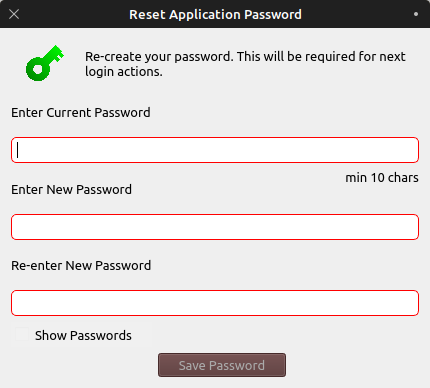 Reset Application Password
Re-create your password. This will be required for next
login actions.
Enter Current Password
min 10 chars
Enter New Password
Re-enter New Password
Show Passwords
Save Password